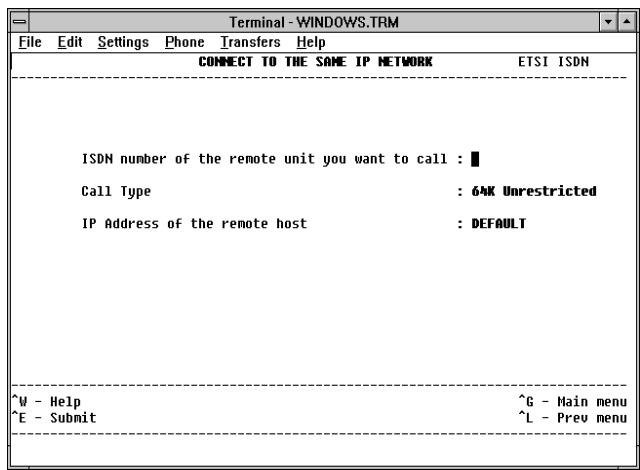 Terminal - WINDOWS.TRM
File Edit Settings Phone Transfers Help
CONNECT TO THE SAME IP NETWORK ETSI ISDN
ISDN number of the remote unit you want to call :
Call Type : 64K Unrestricted
IP Address of the remote host : DEFAULT
^W - Help ^G - Main menu
^E - Submit ^L - Prev menu